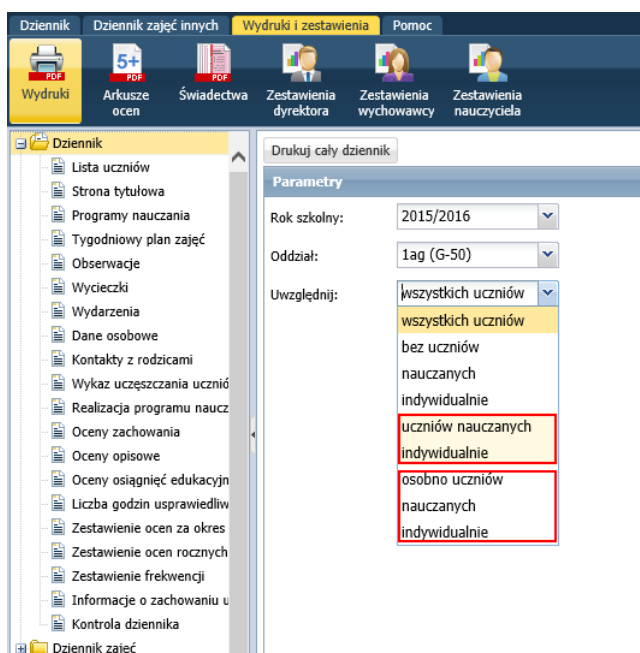 Dziennik Dziennik zajęć innych Wydruki i zestawienia Pomoc
PDF 5+ PDF PDF
Wydruki Arkusze ocen Świadectwa Zestawienia dyrektora Zestawienia wychowawcy Zestawienia nauczyciela
Dziennik
Lista uczniów
Strona tytułowa
Programy nauczania
Tygodniowy plan zajęć
Obserwacje
Wycieczki
Wydarzenia
Dane osobowe
Kontakty z rodzicami
Wykaz uczęszczania ucznió
Realizacja programu naucz
Oceny zachowania
Oceny opisowe
Oceny osiągnięć edukacyjn
Liczba godzin usprawiedliw
Zestawienie ocen za okres
Zestawienie ocen rocznych
Zestawienie frekwencji
Informacje o zachowaniu u
Kontrola dziennika
Dziennik zajęć
Drukuj cały dziennik
Parametry
Rok szkolny: 2015/2016
Oddział: 1ag (G-50)
Uwzględnij: wszystkich uczniów
wszystkich uczniów
bez uczniów
nauczanych
indywidualnie
uczniów nauczanych
indywidualnie
osobno uczniów
nauczanych
indywidualnie